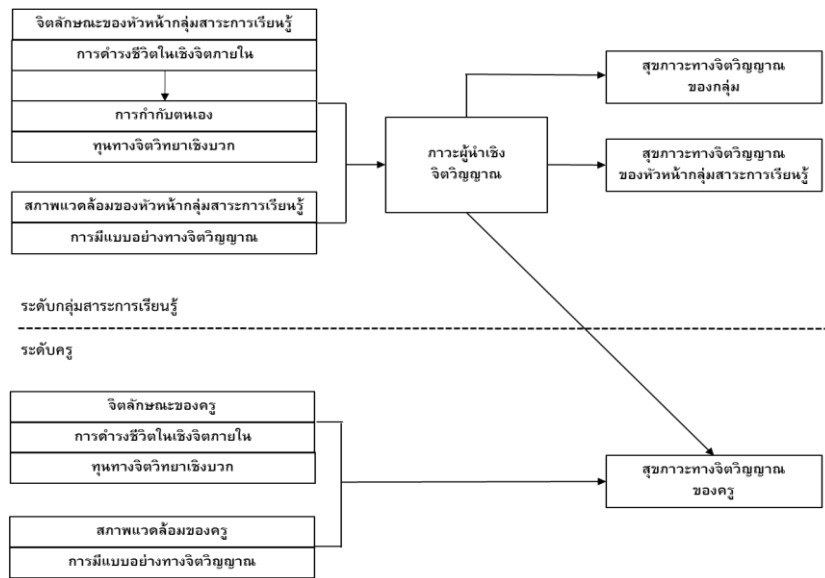 จิตลักษณะของหัวหน้ากลุ่มสาระการเรียนรู้
การดำรงชีวิตในเชิงจิตภายใน
การกำกับตนเอง
ทุนทางจิตวิทยาเชิงบวก
สภาพแวดล้อมของหัวหน้ากลุ่มสาระการเรียนรู้
การมีแบบอย่างทางจิตวิญญาณ
ภาวะผู้นำเชิง
จิตวิญญาณ
สุขภาวะทางจิตวิญญาณ
ของกลุ่ม
สุขภาวะทางจิตวิญญาณ
ของหัวหน้ากลุ่มสาระการเรียนรู้
ระดับกลุ่มสาระการเรียนรู้
ระดับครู
จิตลักษณะของครู
การดำรงชีวิตในเชิงจิตภายใน
ทุนทางจิตวิทยาเชิงบวก
สภาพแวดล้อมของครู
การมีแบบอย่างทางจิตวิญญาณ
สุขภาวะทางจิตวิญญาณ
ของครู